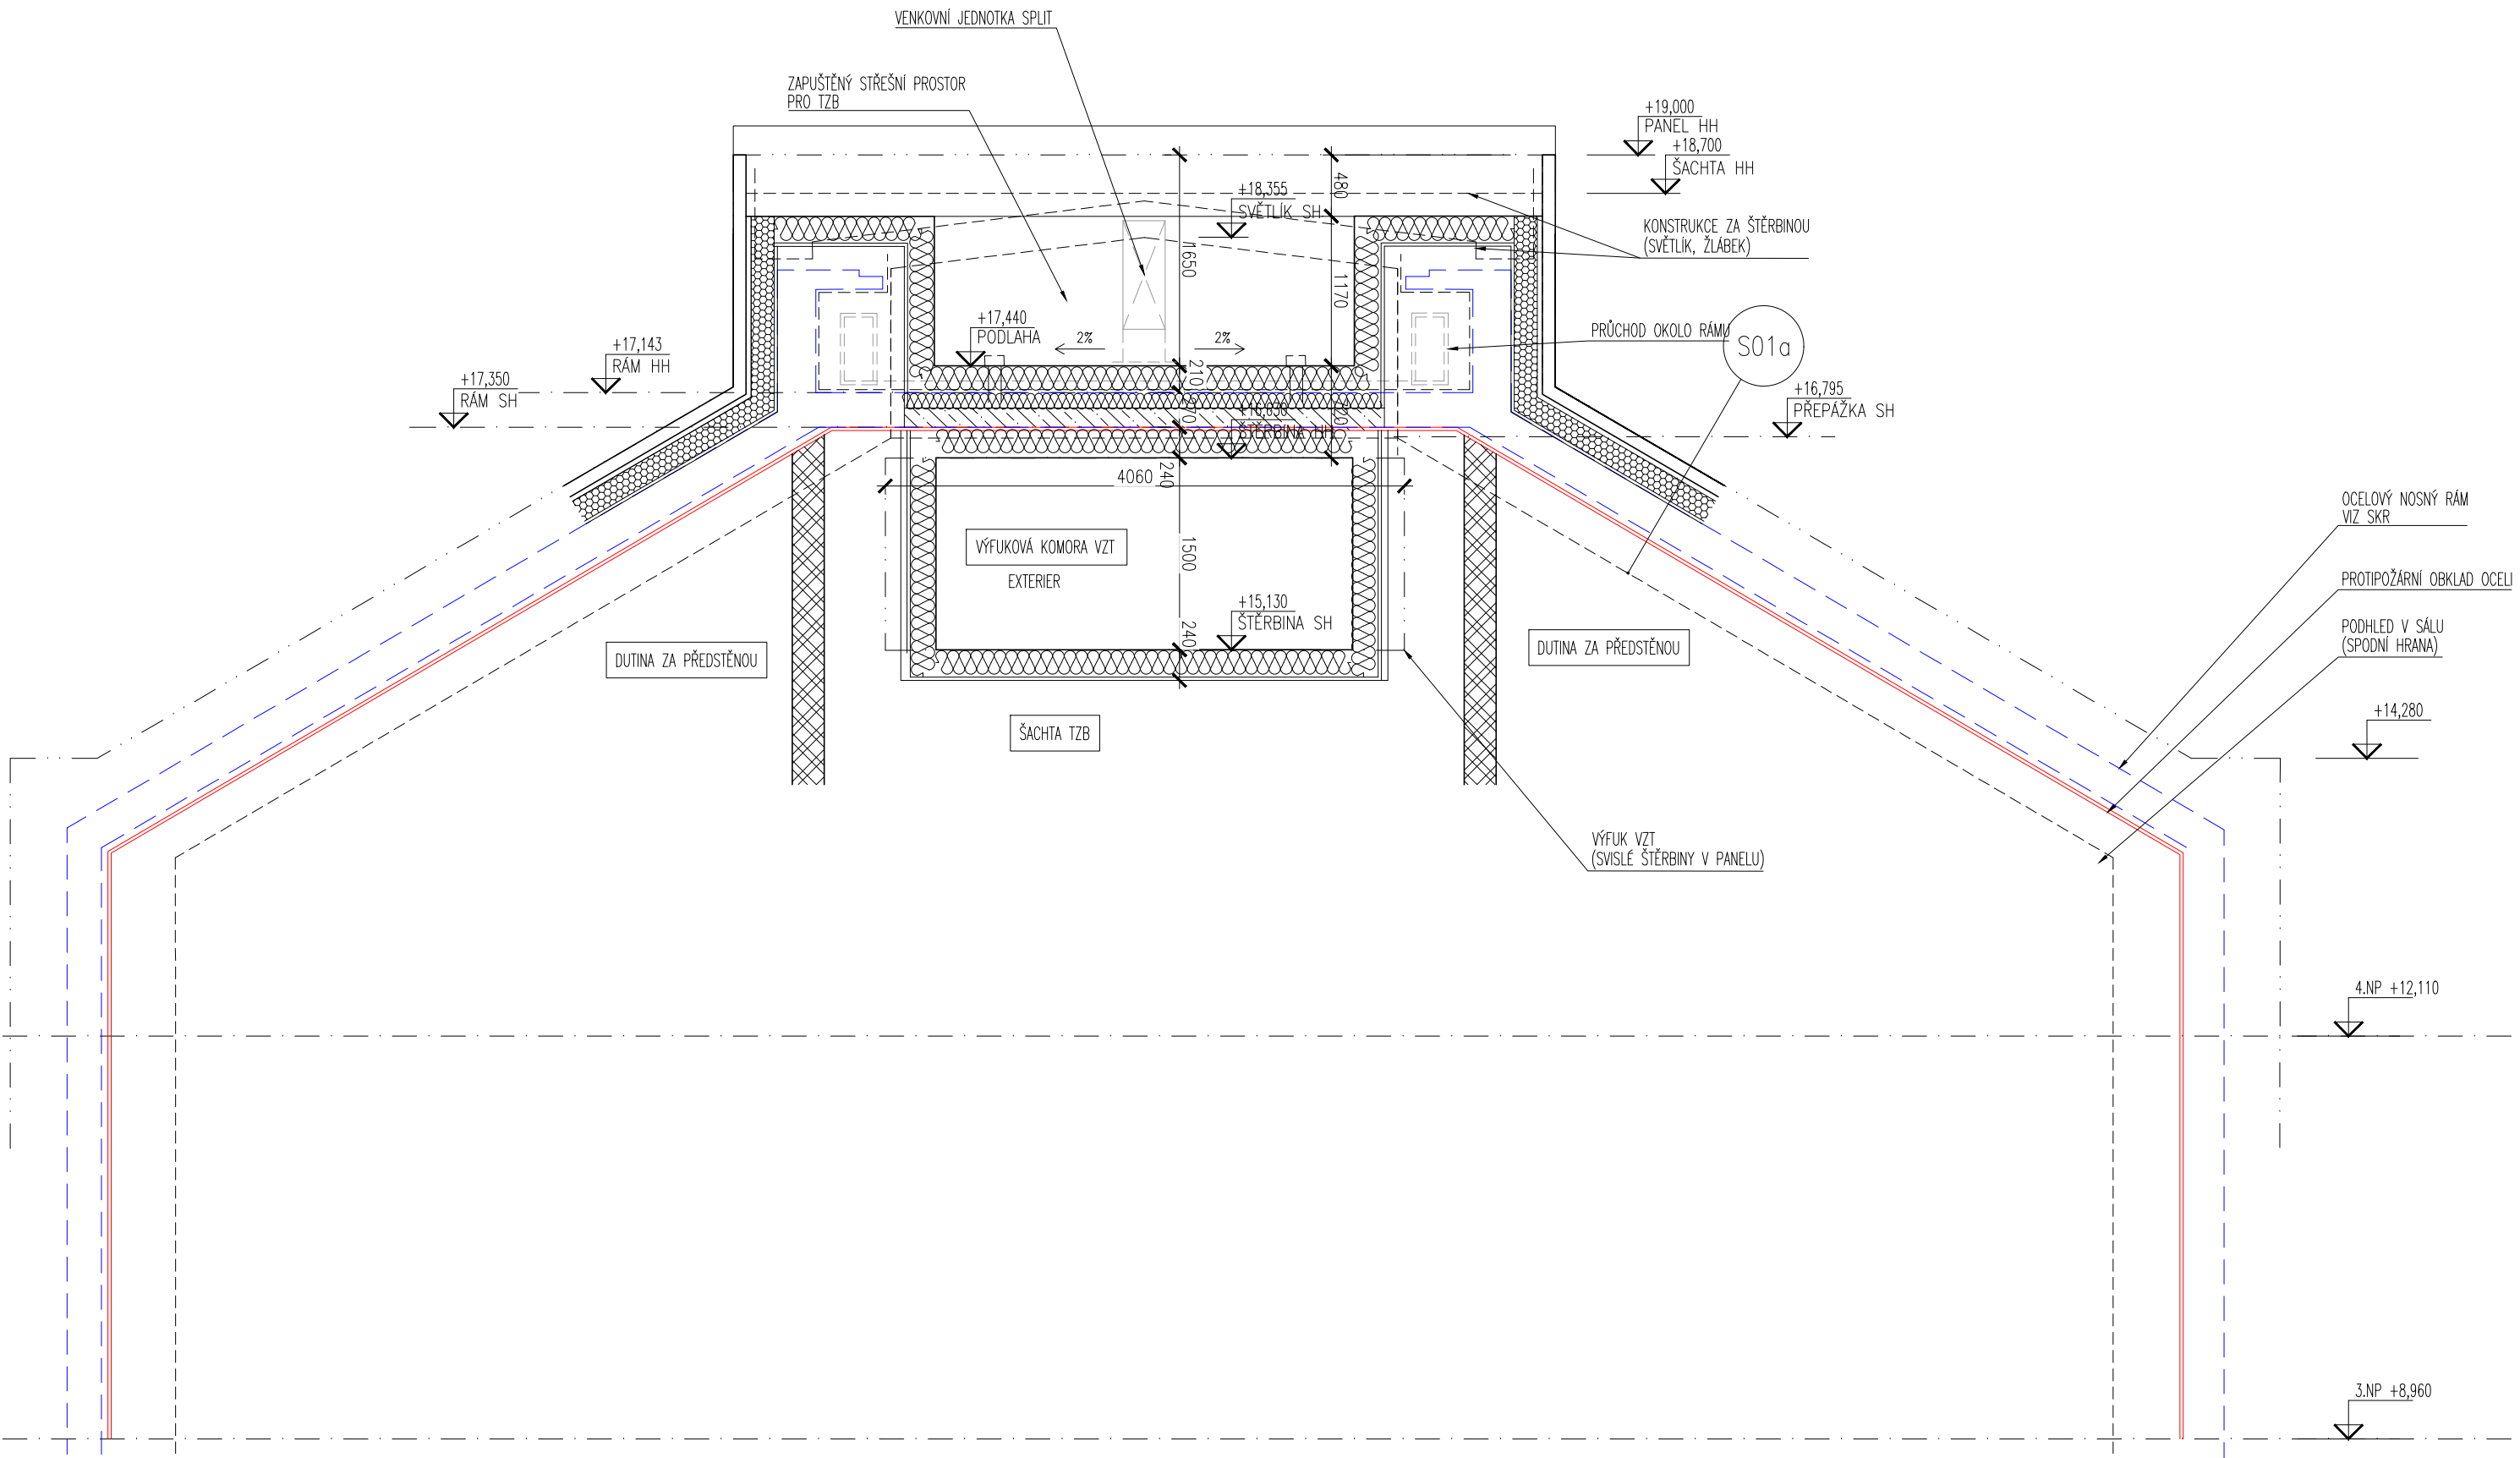 VENKOVNÍ JEDNOTKA SPLIT
ZAPUŠTĚNÝ STŘEŠNÍ PROSTOR
PRO TZB
+19,000
PANEL HH
+18,700
ŠACHTA HH
480
+18,355
SVĚTLÍK SH
KONSTRUKCE ZA ŠTĚRBINOU
(SVĚTLÍK, ŽLÁBEK)
1650
1170
+17,440
PODLAHA
2%
2%
PRŮCHOD OKOLO RÁMU
S01a
+17,143
RÁM HH
+17,350
RÁM SH
210
+16,795
PŘEPÁŽKA SH
270
720
+16,630
ŠTĚRBINA HH
4060
240
OCELOVÝ NOSNÝ RÁM
VIZ SKR
VÝFUKOVÁ KOMORA VZT
EXTERIER
1500
PROTIPOŽÁRNÍ OBKLAD OCELI
+15,130
ŠTĚRBINA SH
240
PODHLED V SÁLU
(SPODNÍ HRANA)
DUTINA ZA PŘEDSTĚNOU
DUTINA ZA PŘEDSTĚNOU
ŠACHTA TZB
+14,280
VÝFUK VZT
(SVISLÉ ŠTĚRBINY V PANELU)
4.NP +12,110
3.NP +8,960